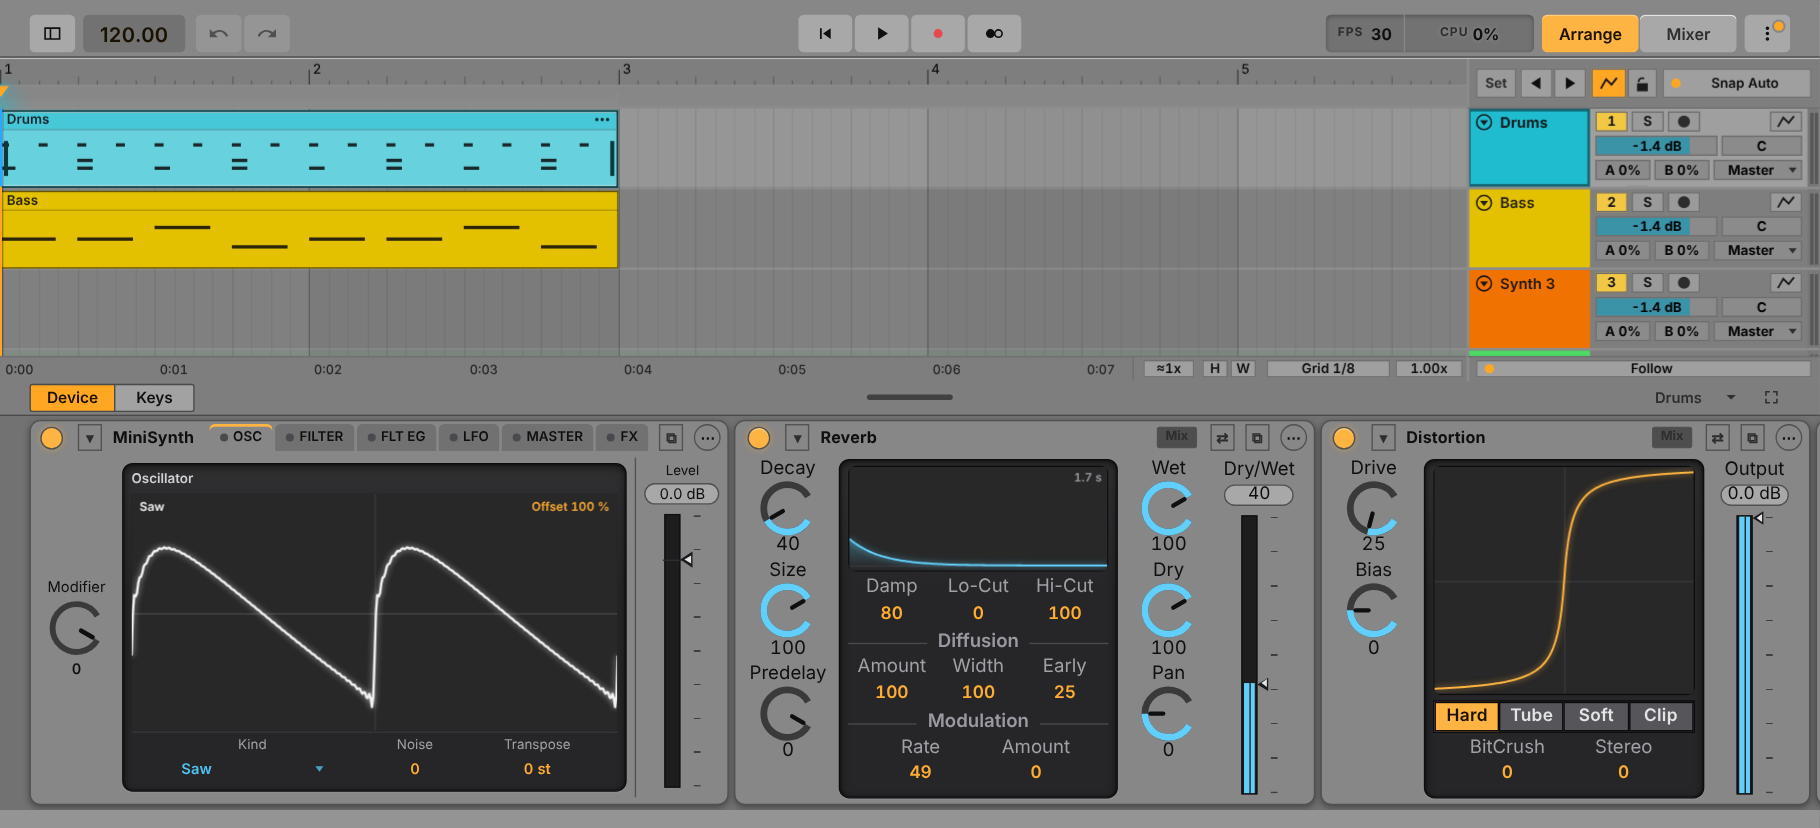 120.00
FPS 30 CPU 0%
Arrange Mixer
1 2 3 4 5
Set Snap Auto
Drums
Drums 1 S
-1.4 dB C
A 0% B 0% Master
Bass
Bass 2 S
-1.4 dB C
A 0% B 0% Master
Synth 3 3 S
-1.4 dB C
A 0% B 0% Master
0:00 0:01 0:02 0:03 0:04 0:05 0:06 0:07
≈1x H W Grid 1/8 1.00x Follow
Device Keys Drums
MiniSynth OSC FILTER FLT EG LFO MASTER FX
Oscillator
Saw Offset 100 %
Modifier
0
Kind Noise Transpose
Saw 0 0 st
Level
0.0 dB
Reverb Mix
Decay
40
Size
100
Predelay
0
1.7 s
Damp Lo-Cut Hi-Cut
80 0 100
Diffusion
Amount Width Early
100 100 25
Modulation
Rate Amount
49 0
Wet
100
Dry
100
Pan
0
Dry/Wet
40
Distortion Mix
Drive
25
Bias
0
Hard Tube Soft Clip
BitCrush Stereo
0 0
Output
0.0 dB